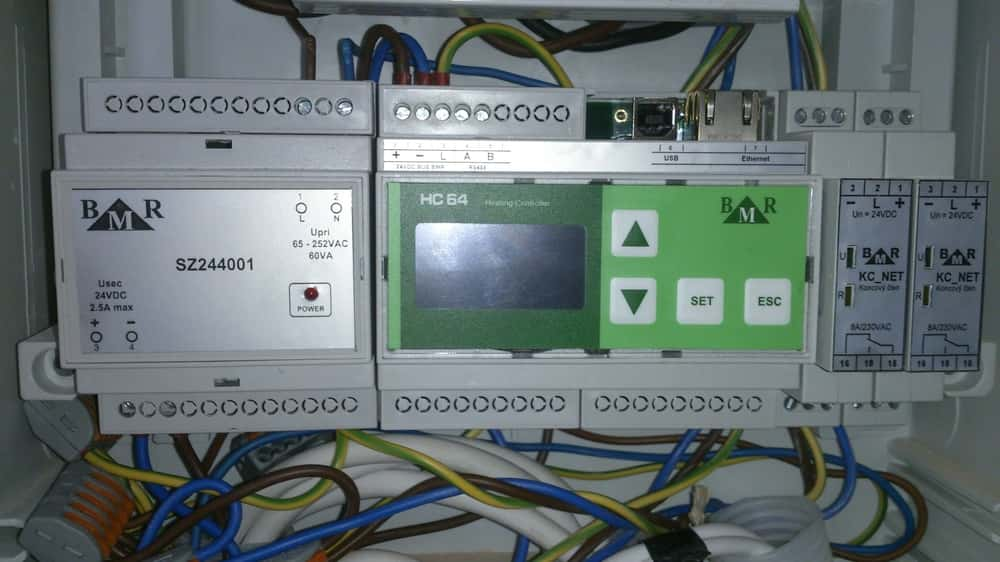 + - L A B
USB
Ethernet
B M R
1 2
L N
Upri
65 - 252VAC
60VA
SZ244001
Usec
24VDC
2.5A max
+ -
3 4
POWER
HC 64 Heating Controller
B M R
SET
ESC
3 2 1
- L +
Un = 24VDC
U
B M R
KC_NET
Koncový člen
R
8A/230VAC
16 18 15
3 2 1
- L +
Un = 24VDC
U
B M R
KC_NET
Koncový člen
R
8A/230VAC
16 18 15